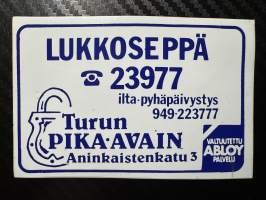 LUKKOSEPPÄ
☎ 23977
ilta-pyhäpäivystys
949-223777
Turun
PIKA-AVAIN
Aninkaistenkatu 3
VALTUUTETTU
ABLOY
PALVELU